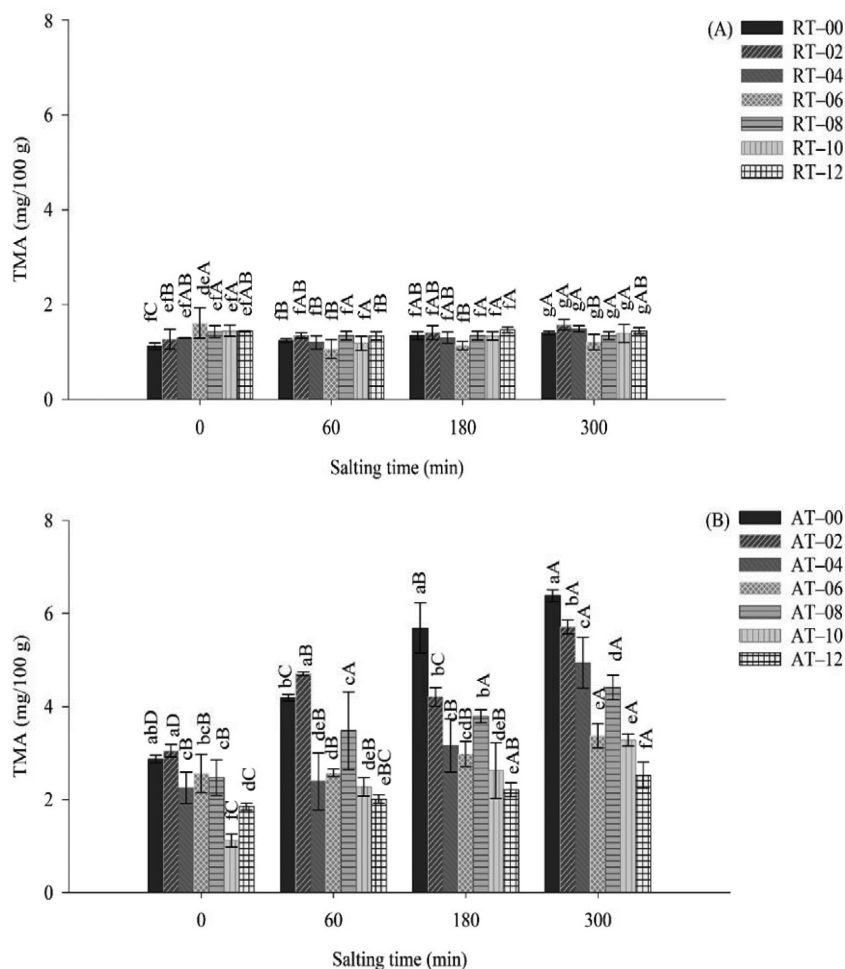 (A)
RT–00
RT–02
RT–04
RT–06
RT–08
RT–10
RT–12
TMA (mg/100 g)
8
6
4
2
0
fC efB efAB deA efA efA efAB
fB fAB fB fB fA fA fB
fAB fAB fAB fB fA fA fA
gA gA gA gB gA gA gAB
0 60 180 300
Salting time (min)
(B)
AT–00
AT–02
AT–04
AT–06
AT–08
AT–10
AT–12
TMA (mg/100 g)
8
6
4
2
0
abD aD cB bcB cB fC dC
bC aB dB cA deB eBC
aB bC cB bA deB
aA bA cA eA dA eA fA
0 60 180 300
Salting time (min)